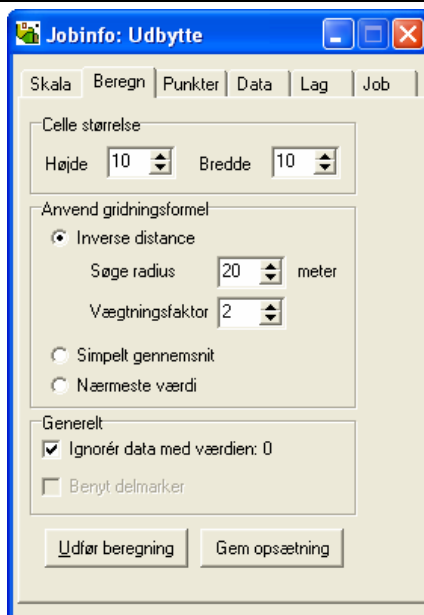 Jobinfo: Udbytte
Skala Beregn Punkter Data Lag Job
Celle størrelse
Højde 10 Bredde 10
Anvend gridningsformel
Inverse distance
Søge radius 20 meter
Vægtningsfaktor 2
Simpelt gennemsnit
Nærmeste værdi
Generelt
Ignorér data med værdien: 0
Benyt delmarker
Udfør beregning Gem opsætning